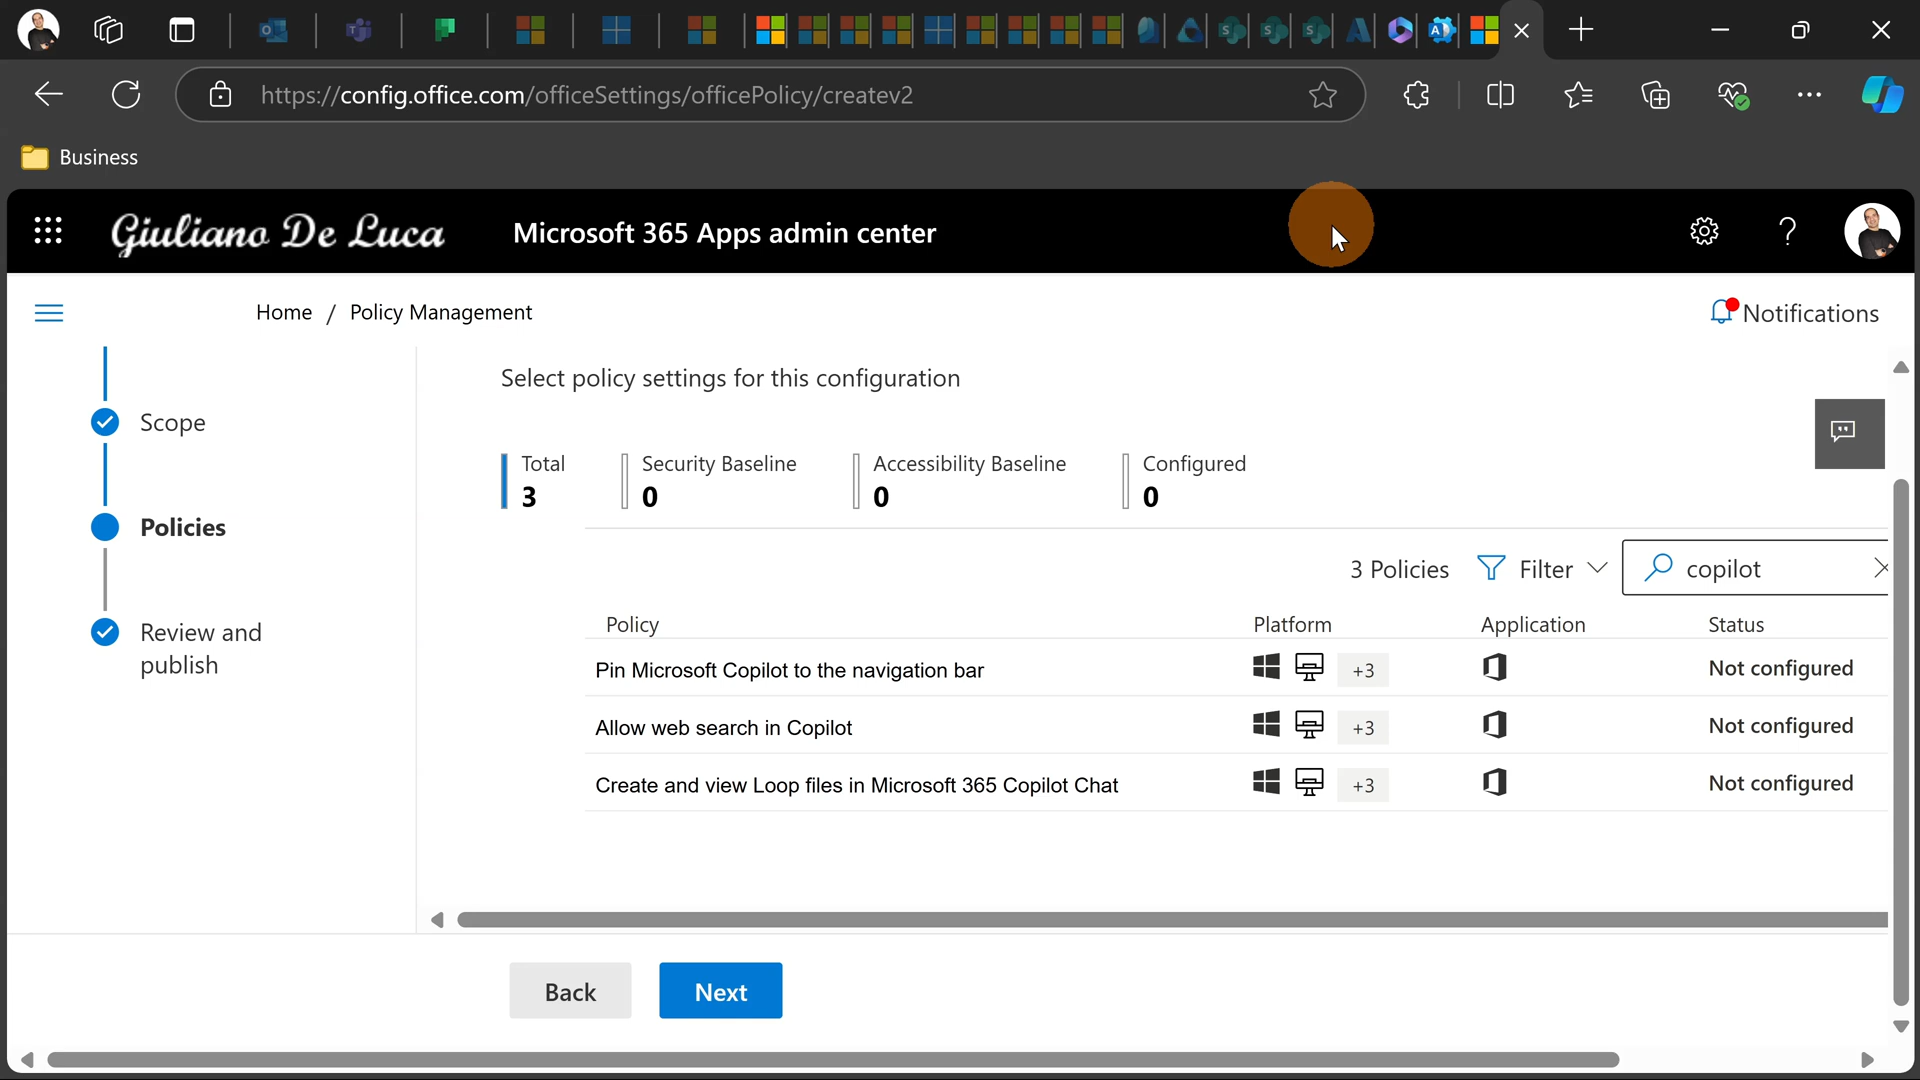 https://config.office.com/officeSettings/officePolicy/createv2
Business
Giuliano De Luca
Microsoft 365 Apps admin center
Home / Policy Management
Notifications
Scope
Policies
Review and
publish
Select policy settings for this configuration
Total
3
Security Baseline
0
Accessibility Baseline
0
Configured
0
3 Policies
Filter
copilot
Policy Platform Application Status
Pin Microsoft Copilot to the navigation bar +3 Not configured
Allow web search in Copilot +3 Not configured
Create and view Loop files in Microsoft 365 Copilot Chat +3 Not configured
Back
Next